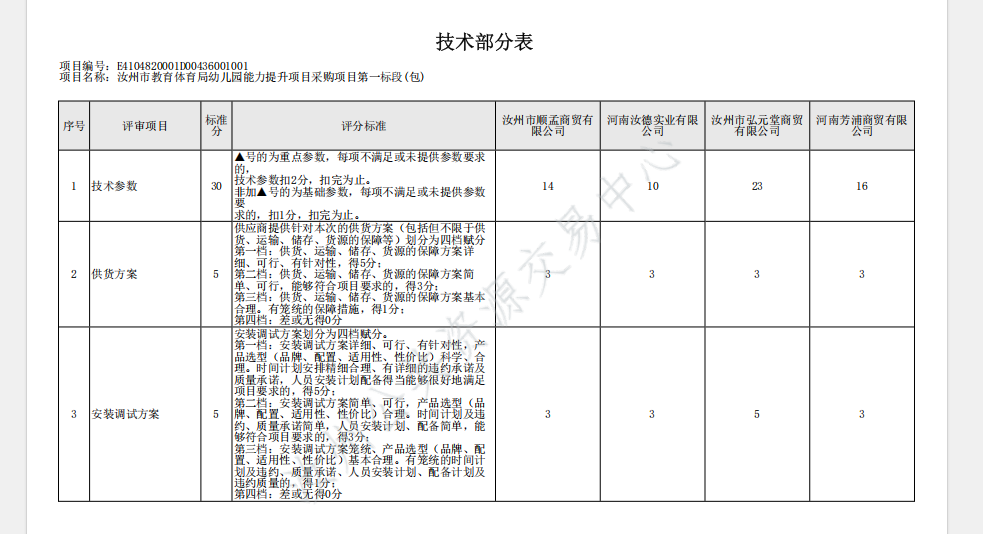 技术部分表
项目编号: E4104820001D00436001001
项目名称: 汝州市教育体育局幼儿园能力提升项目采购项目第一标段(包)
序号 评审项目 标准分 评分标准 汝州市顺孟商贸有限公司 河南汝德实业有限公司 汝州市弘元堂商贸有限公司 河南芳浦商贸有限公司
1 技术参数 30
▲号的为重点参数, 每项不满足或未提供参数要求
的,
技术参数扣2分, 扣完为止。
非加▲号的为基础参数, 每项不满足或未提供参数
要
求的, 扣1分, 扣完为止。
14 10 23 16
2 供货方案 5
供应商提供针对本次的供货方案（包括但不限于供
货、运输、储存、货源的保障等）划分为四档赋分
第一档: 供货、运输、储存、货源的保障方案详
细、可行、有针对性, 得5分;
第二档: 供货、运输、储存、货源的保障方案简
单、可行, 能够符合项目要求的, 得3分;
第三档: 供货、运输、储存、货源的保障方案基本
合理。有笼统的保障措施, 得1分;
第四档: 差或无得0分
3 3 3 3
3 安装调试方案 5
安装调试方案划分为四档赋分。
第一档: 安装调试方案详细、可行、有针对性, 产
品选型（品牌、配置、适用性、性价比）科学、合
理。时间计划安排精细合理、有详细的违约承诺及
质量承诺, 人员安装计划配备得当能够很好地满足
项目要求的, 得5分;
第二档: 安装调试方案简单、可行, 产品选型（品
牌、配置、适用性、性价比）合理。时间计划及违
约、质量承诺简单, 人员安装计划、配备简单, 能
够符合项目要求的, 得3分;
第三档: 安装调试方案笼统、产品选型（品牌、配
置、适用性、性价比）基本合理。有笼统的时间计
划及违约、质量承诺、人员安装计划、配备计划及
违约质量的, 得1分;
第四档: 差或无得0分
3 3 5 3
公共资源交易中心